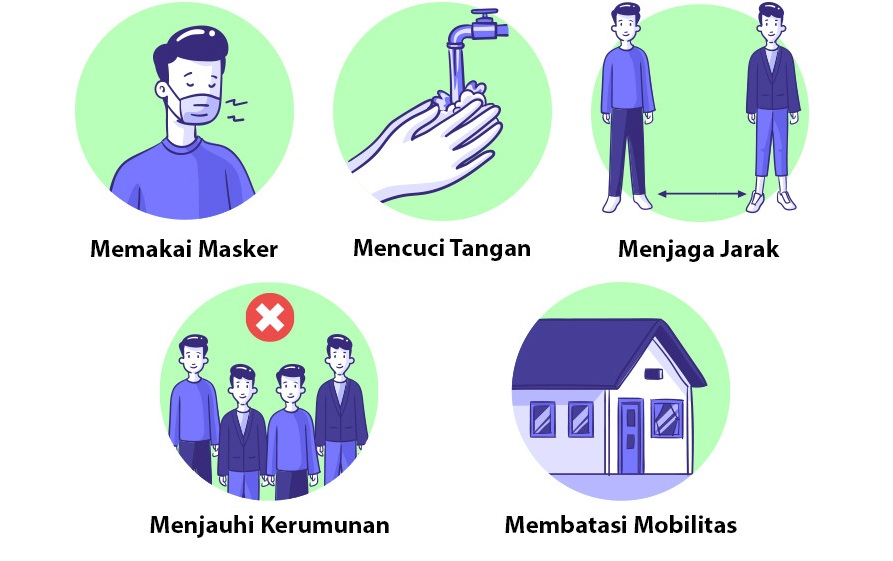 Memakai Masker
Mencuci Tangan
Menjaga Jarak
Menjauhi Kerumunan
Membatasi Mobilitas